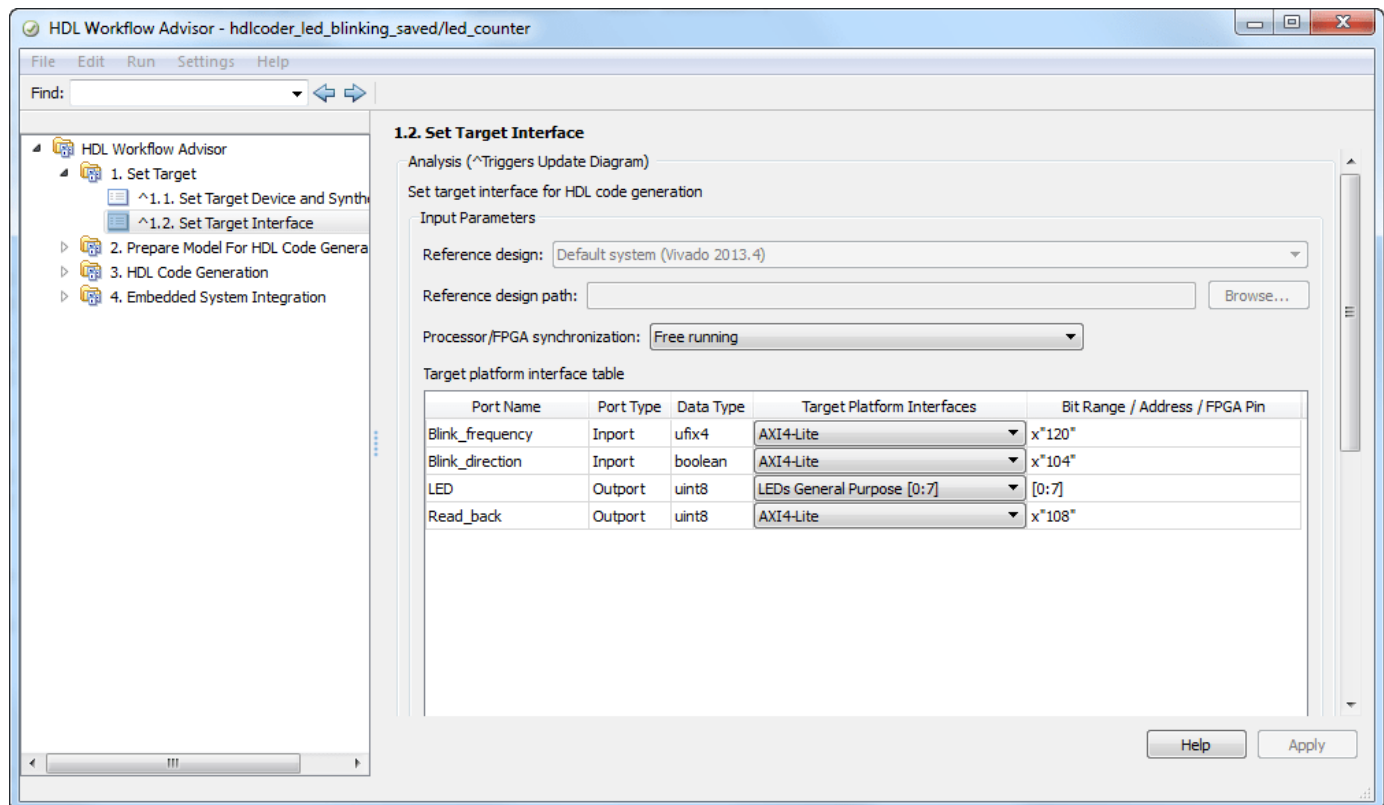 HDL Workflow Advisor - hdlcoder_led_blinking_saved/led_counter
File Edit Run Settings Help
Find:
HDL Workflow Advisor
1. Set Target
^1.1. Set Target Device and Synthe
^1.2. Set Target Interface
2. Prepare Model For HDL Code Genera
3. HDL Code Generation
4. Embedded System Integration
1.2. Set Target Interface
Analysis (^Triggers Update Diagram)
Set target interface for HDL code generation
Input Parameters
Reference design: Default system (Vivado 2013.4)
Reference design path: Browse...
Processor/FPGA synchronization: Free running
Target platform interface table
Port Name Port Type Data Type Target Platform Interfaces Bit Range / Address / FPGA Pin
Blink_frequency Inport ufix4 AXI4-Lite x"120"
Blink_direction Inport boolean AXI4-Lite x"104"
LED Outport uint8 LEDs General Purpose [0:7] [0:7]
Read_back Outport uint8 AXI4-Lite x"108"
Help Apply